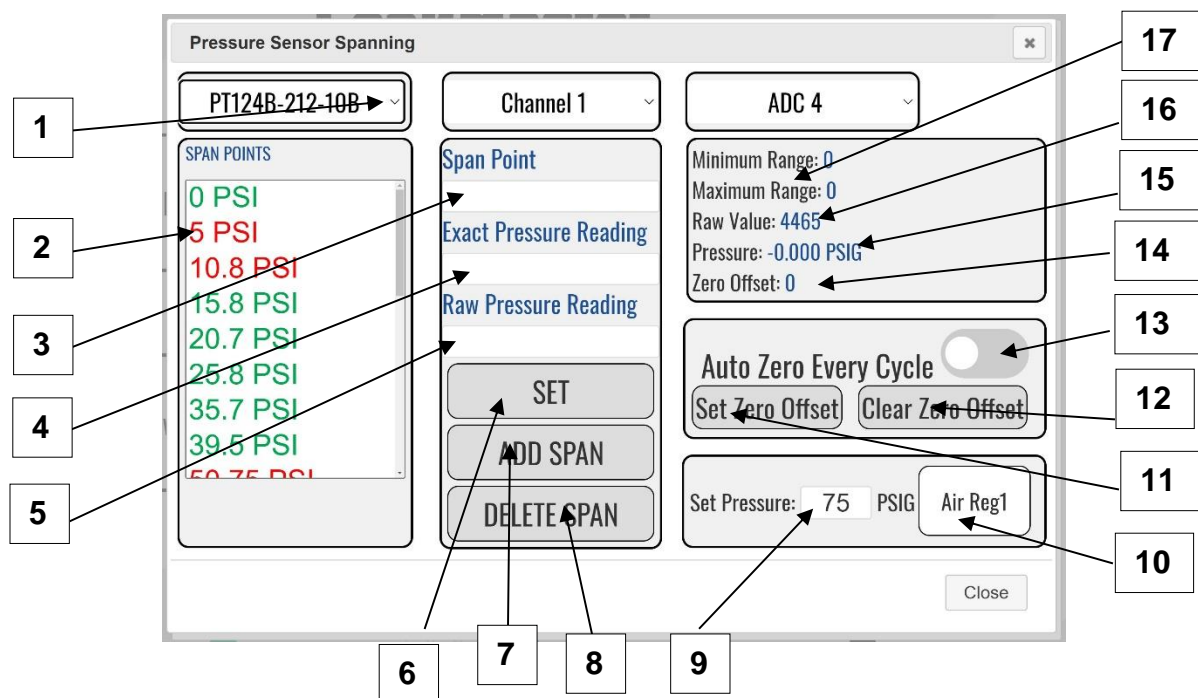 Pressure Sensor Spanning
PT124B-212-10B
Channel 1
ADC 4
SPAN POINTS
0 PSI
5 PSI
10.8 PSI
15.8 PSI
20.7 PSI
25.8 PSI
35.7 PSI
39.5 PSI
50.75 PSI
Span Point
Exact Pressure Reading
Raw Pressure Reading
SET
ADD SPAN
DELETE SPAN
Minimum Range: 0
Maximum Range: 0
Raw Value: 4465
Pressure: -0.000 PSIG
Zero Offset: 0
Auto Zero Every Cycle
Set Zero Offset
Clear Zero Offset
Set Pressure: 75 PSIG
Air Reg1
Close
1
2
3
4
5
6
7
8
9
10
11
12
13
14
15
16
17